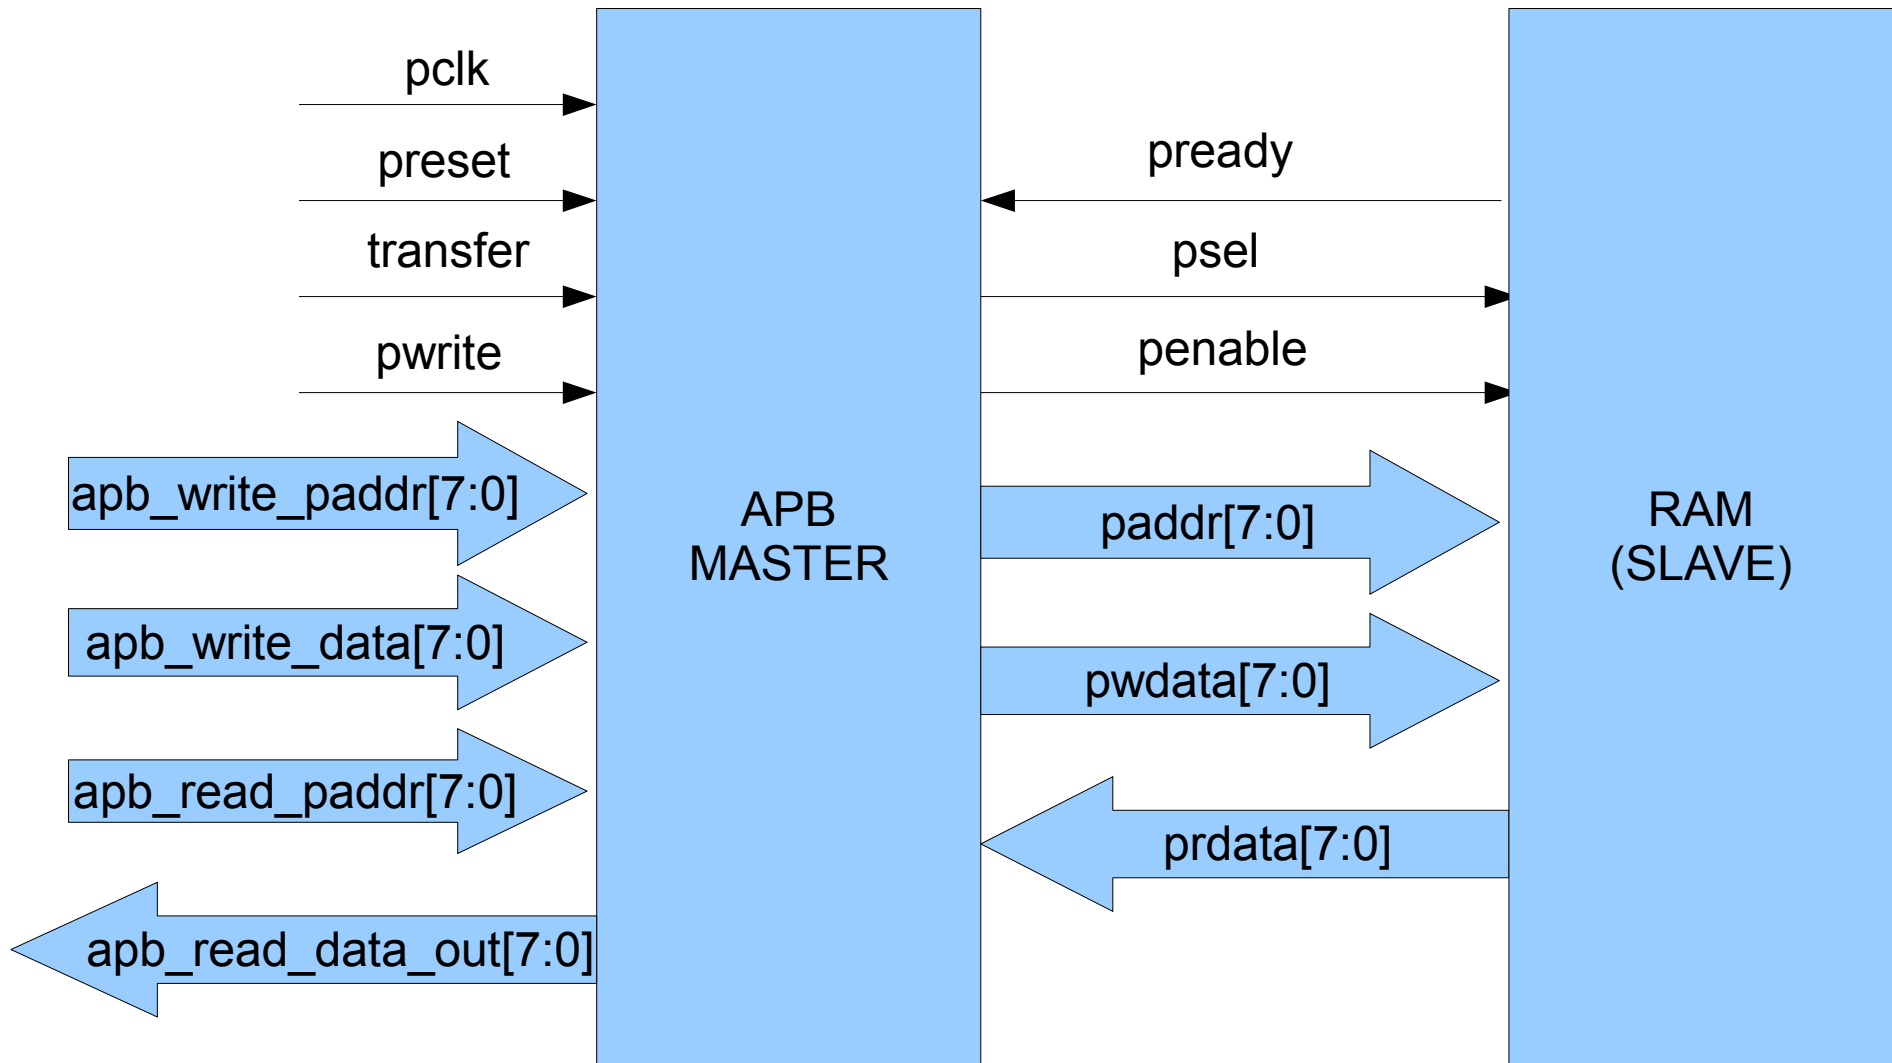 pclk
preset
transfer
pwrite
apb_write_paddr[7:0]
apb_write_data[7:0]
apb_read_paddr[7:0]
apb_read_data_out[7:0]
APB
MASTER
pready
psel
penable
paddr[7:0]
pwdata[7:0]
prdata[7:0]
RAM
(SLAVE)